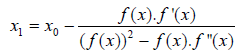 x₁ = x₀ - f(x).f'(x) / ((f(x))² - f(x).f"(x))